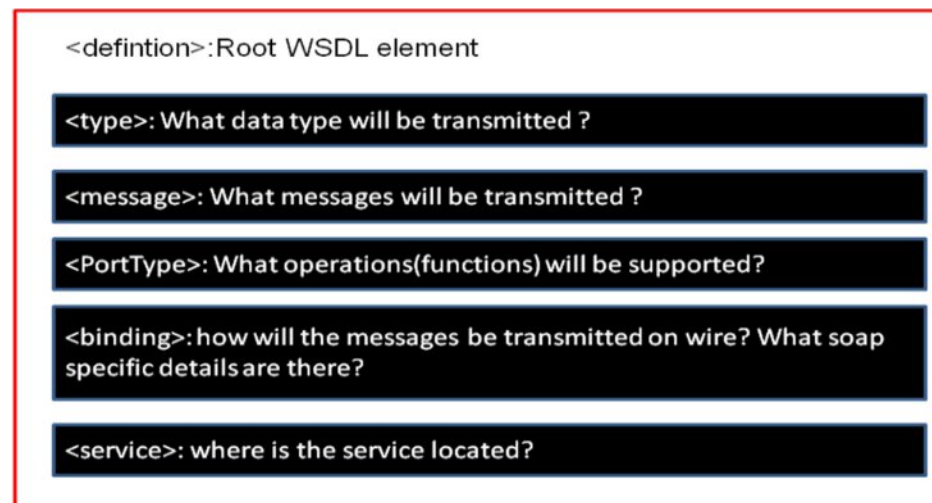 <defintion>:Root WSDL element
<type>: What data type will be transmitted ?
<message>: What messages will be transmitted ?
<PortType>: What operations(functions) will be supported?
<binding>: how will the messages be transmitted on wire? What soap
specific details are there?
<service>: where is the service located?